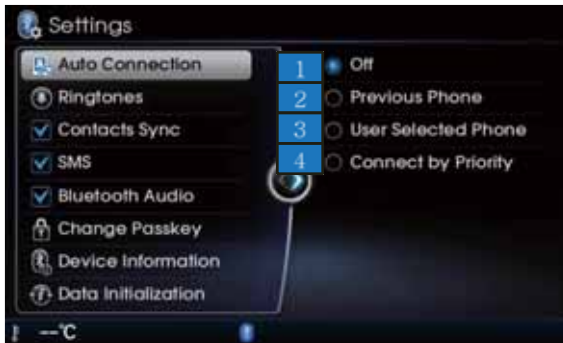 Settings
Auto Connection
Ringtones
Contacts Sync
SMS
Bluetooth Audio
Change Passkey
Device Information
Data Initialization
1 Off
2 Previous Phone
3 User Selected Phone
4 Connect by Priority
--°C